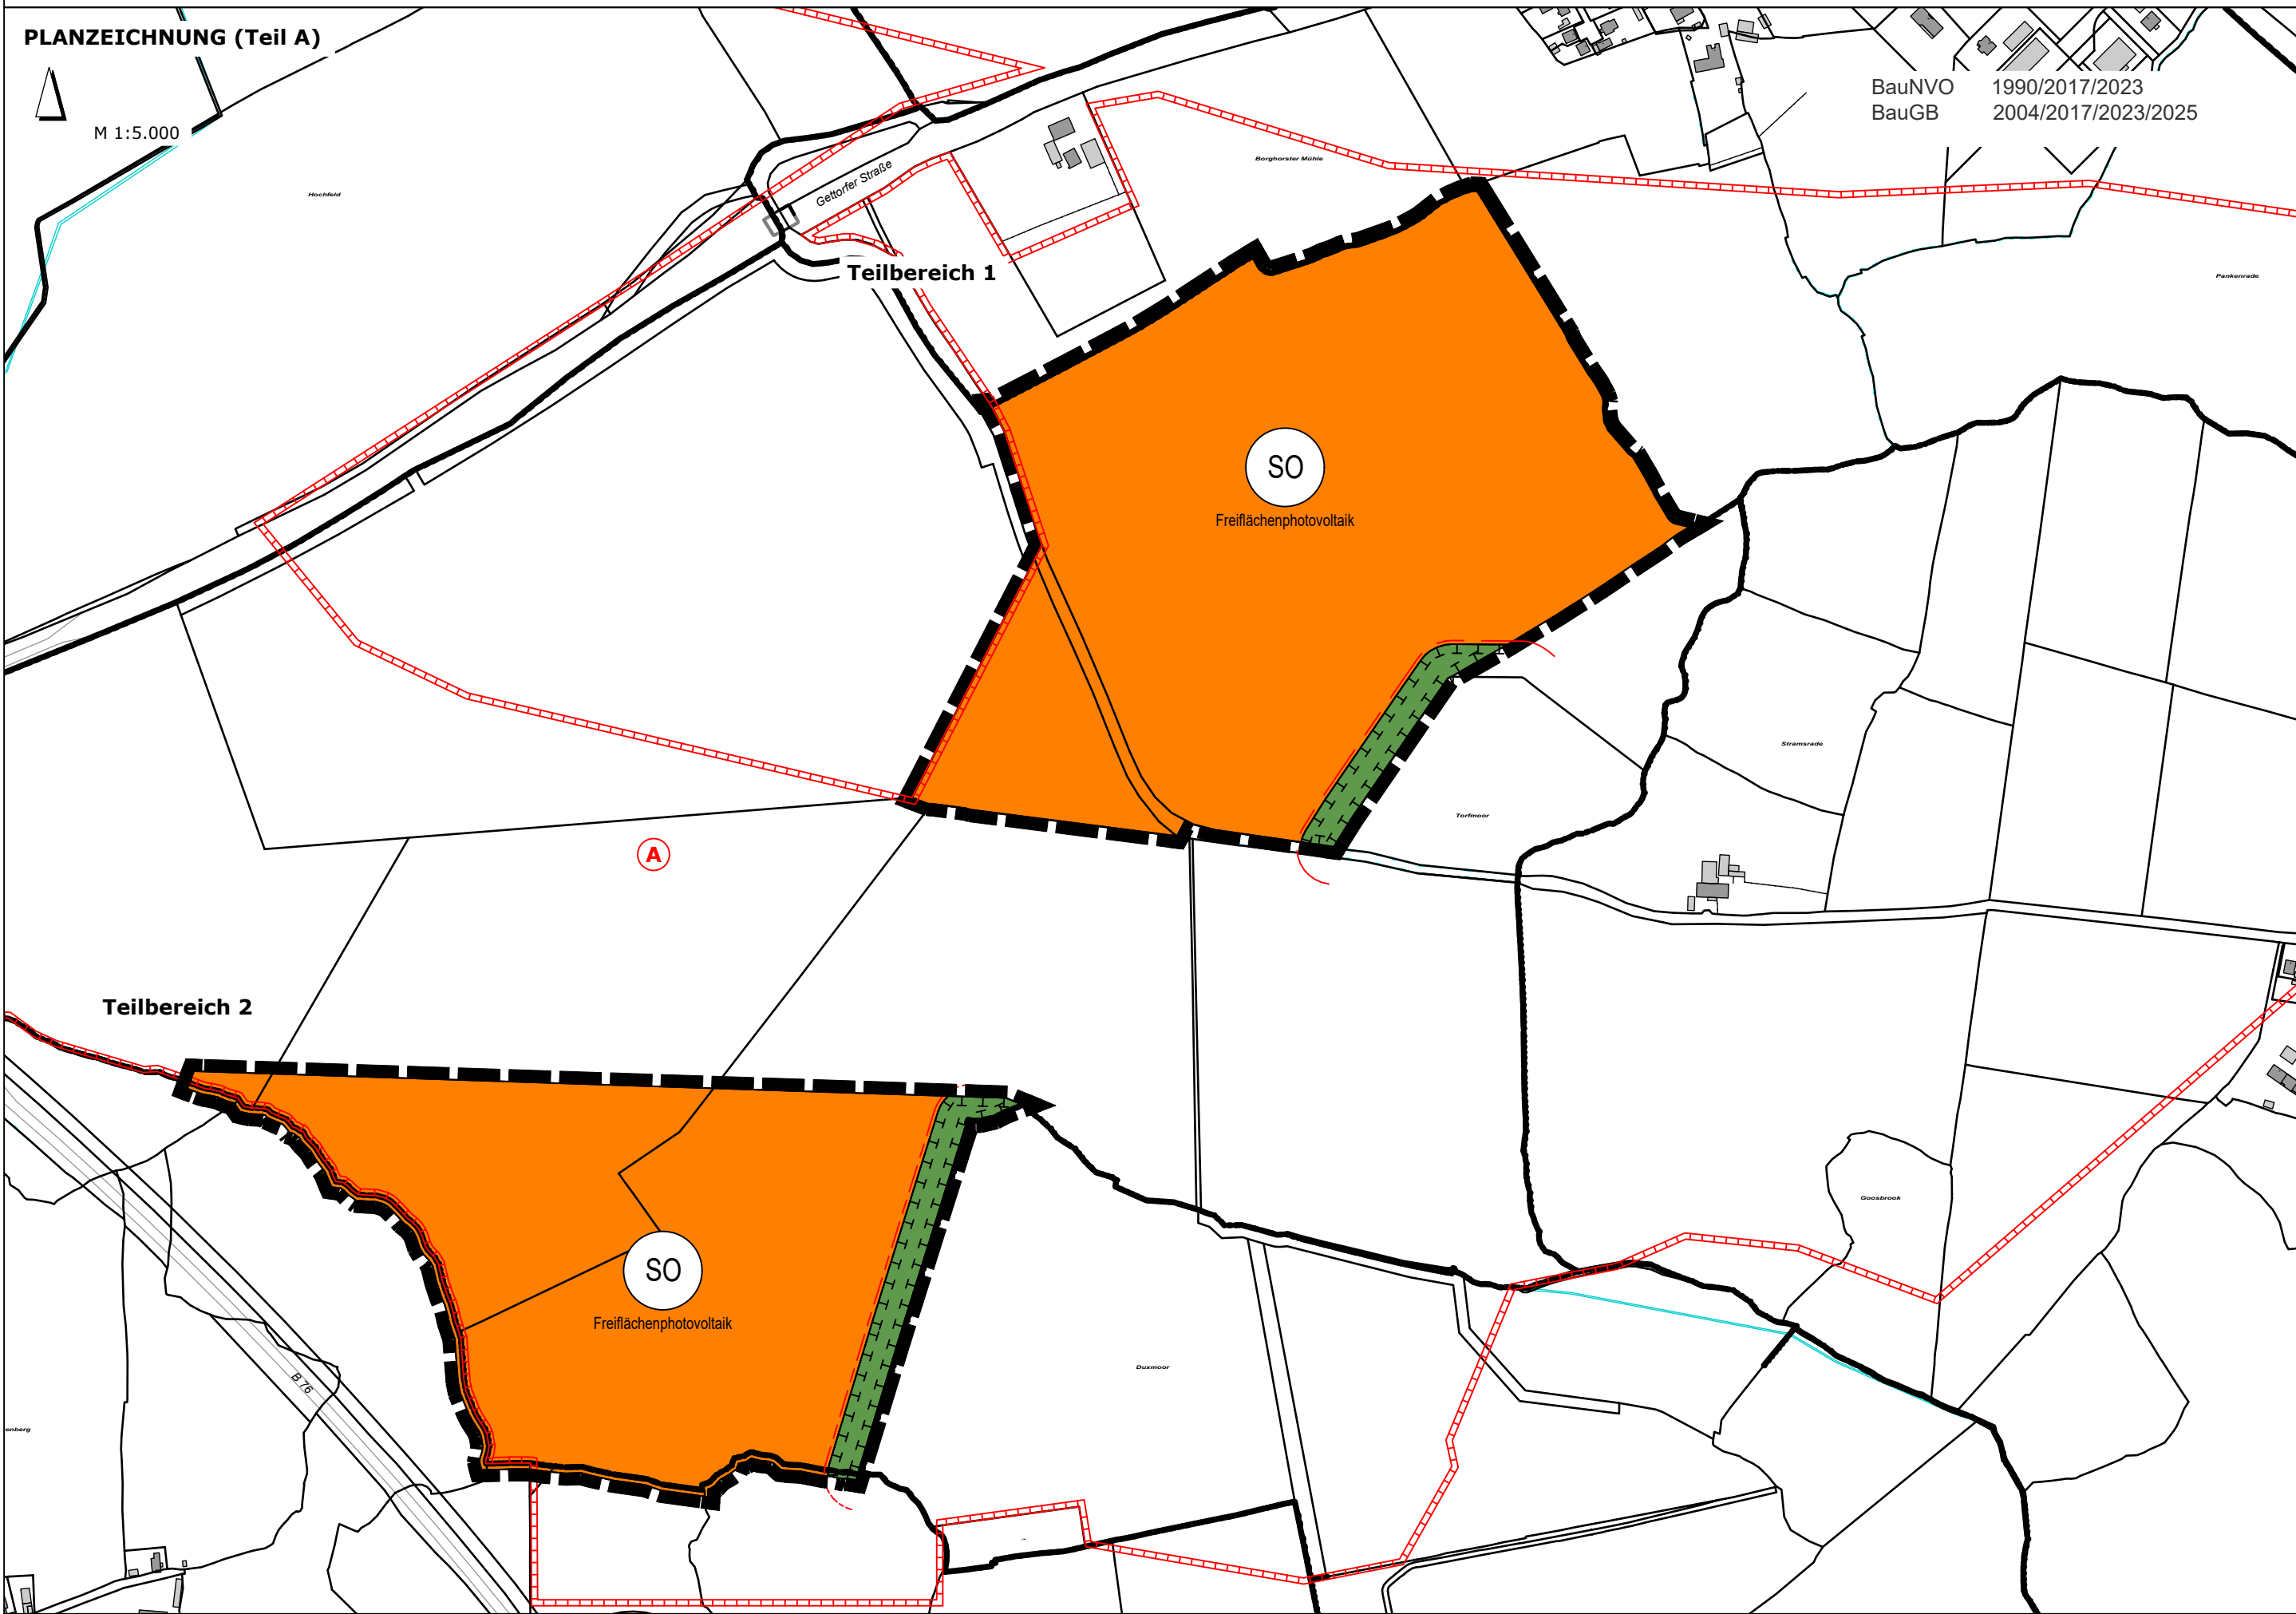 PLANZEICHNUNG (Teil A)
M 1:5.000
BauNVO 1990/2017/2023
BauGB 2004/2017/2023/2025
Hochfeld
Gettorfer Straße
Borghorster Mühle
Teilbereich 1
Pankenrade
SO
Freiflächenphotovoltaik
Stramsrade
Torfmoor
A
Teilbereich 2
Goosbrook
SO
Freiflächenphotovoltaik
Duxmoor
B 76
enberg